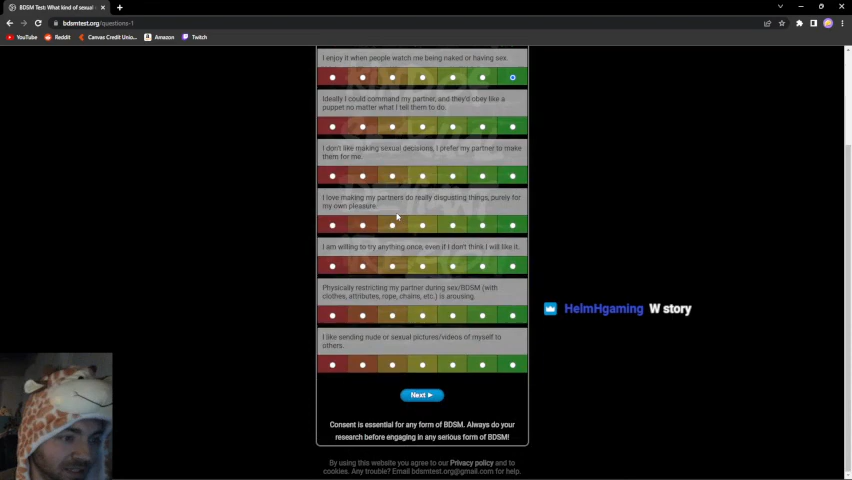 BDSM Test: What kind of sexual
bdsmtest.org/questions-1
YouTube Reddit Canvas Credit Unio... Amazon Twitch
I enjoy it when people watch me being naked or having sex.
Ideally I could command my partner, and they'd obey like a
puppet no matter what I tell them to do.
I don't like making sexual decisions, I prefer my partner to make
them for me.
I love making my partners do really disgusting things, purely for
my own pleasure.
I am willing to try anything once, even if I don't think I will like it.
Physically restricting my partner during sex/BDSM (with
clothes, attributes, rope, chains, etc.) is arousing.
HelmHgaming W story
I like sending nude or sexual pictures/videos of myself to
others.
Next
Consent is essential for any form of BDSM. Always do your
research before engaging in any serious form of BDSM!
By using this website you agree to our Privacy policy and to
cookies. Any trouble? Email bdsmtest.org@gmail.com for help.